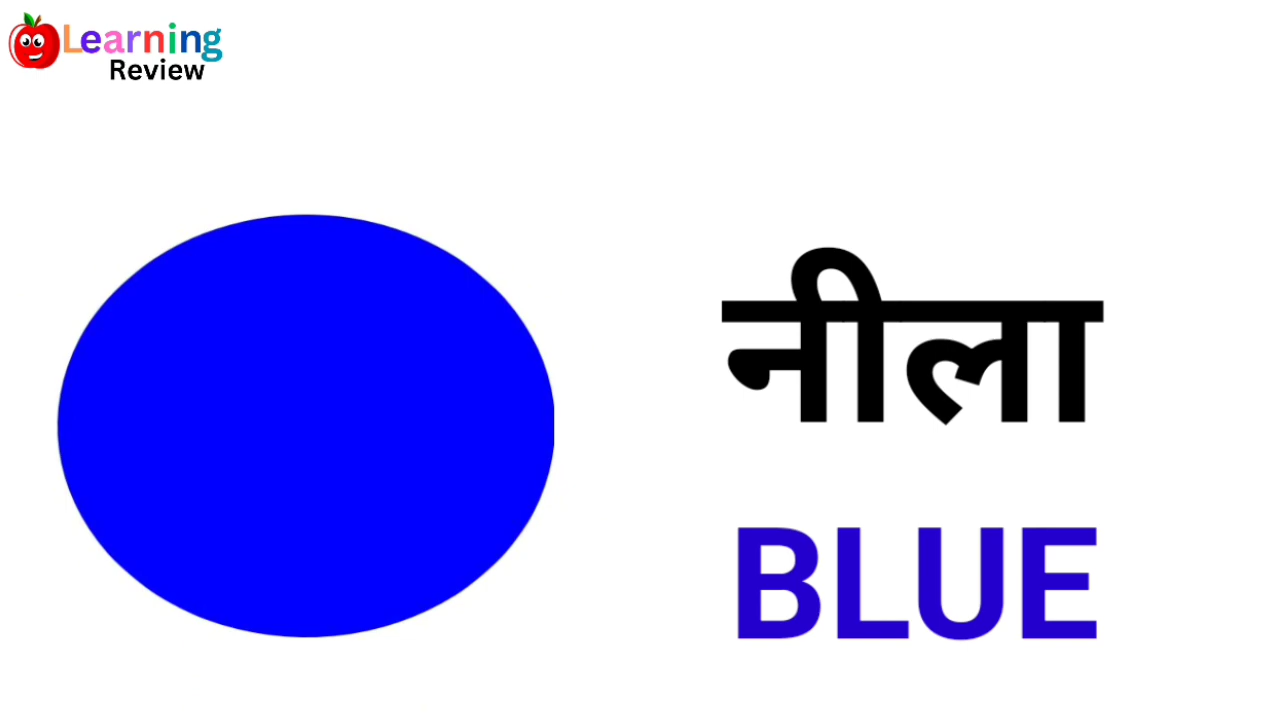 Learning
Review
नीला
BLUE